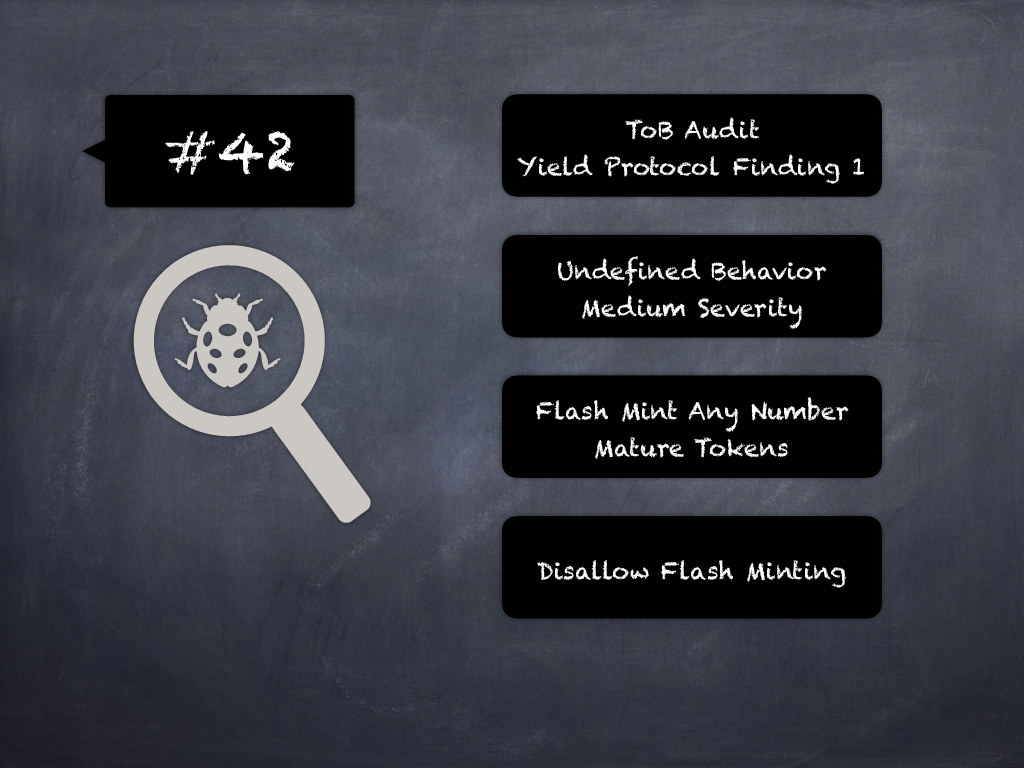 #42
ToB Audit
Yield Protocol Finding 1
Undefined Behavior
Medium Severity
Flash Mint Any Number
Mature Tokens
Disallow Flash Minting